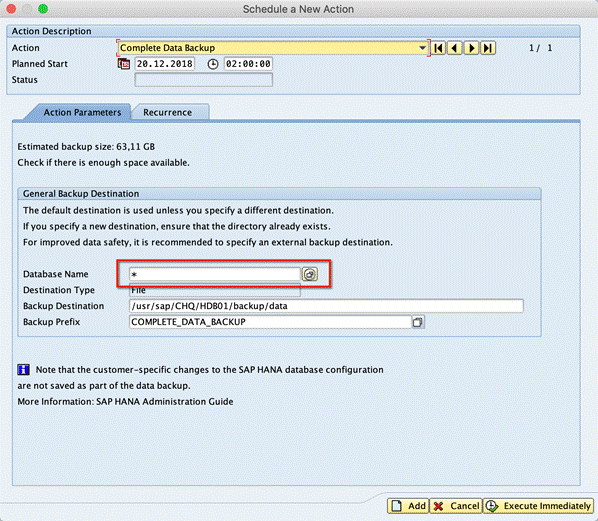 Schedule a New Action
Action Description
Action Complete Data Backup 1 / 1
Planned Start 20.12.2018 02:00:00
Status
Action Parameters Recurrence
Estimated backup size: 63,11 GB
Check if there is enough space available.
General Backup Destination
The default destination is used unless you specify a different destination.
If you specify a new destination, ensure that the directory already exists.
For improved data safety, it is recommended to specify an external backup destination.
Database Name *
Destination Type File
Backup Destination /usr/sap/CHQ/HDB01/backup/data
Backup Prefix COMPLETE_DATA_BACKUP
Note that the customer-specific changes to the SAP HANA database configuration
are not saved as part of the data backup.
More Information: SAP HANA Administration Guide
Add Cancel Execute Immediately